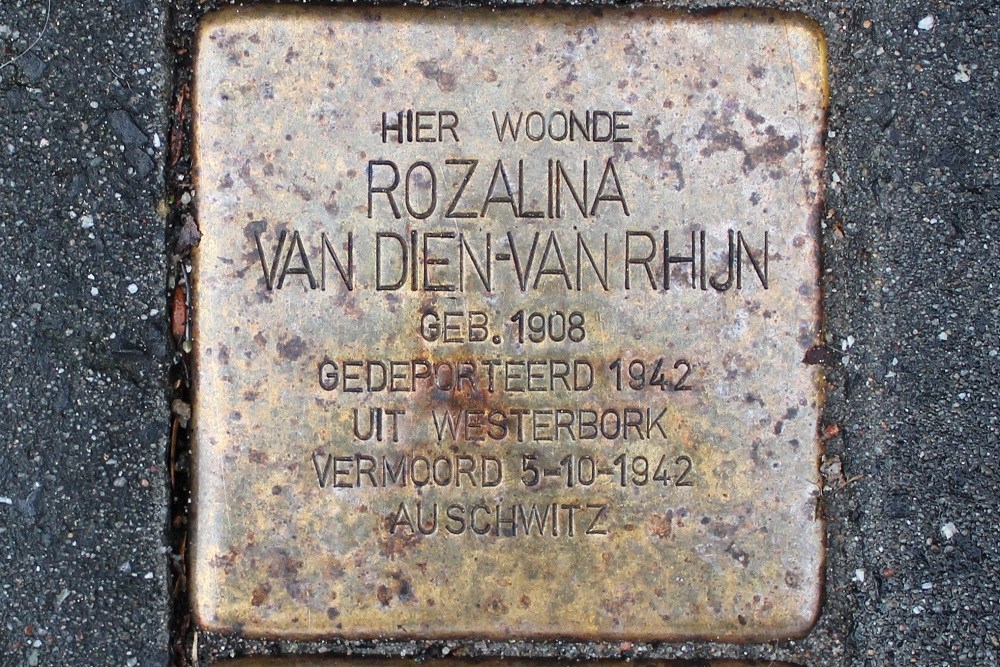 HIER WOONDE
ROZALINA
VAN DIEN-VAN RHIJN
GEB. 1908
GEDEPORTEERD 1942
UIT WESTERBORK
VERMOORD 5-10-1942
AUSCHWITZ